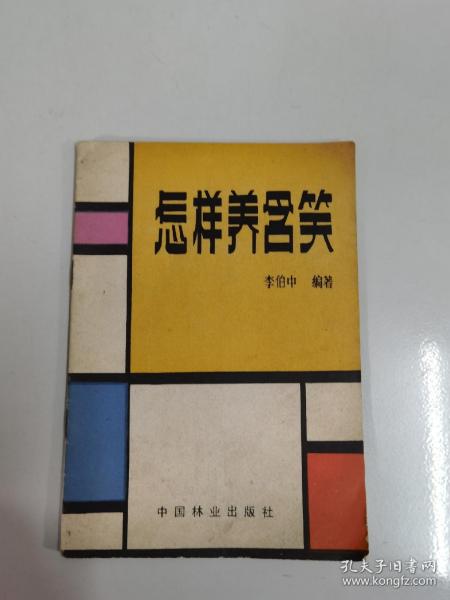 怎样养含笑
李伯中 编著
中国林业出版社
孔夫子旧书网
www.kongfz.com